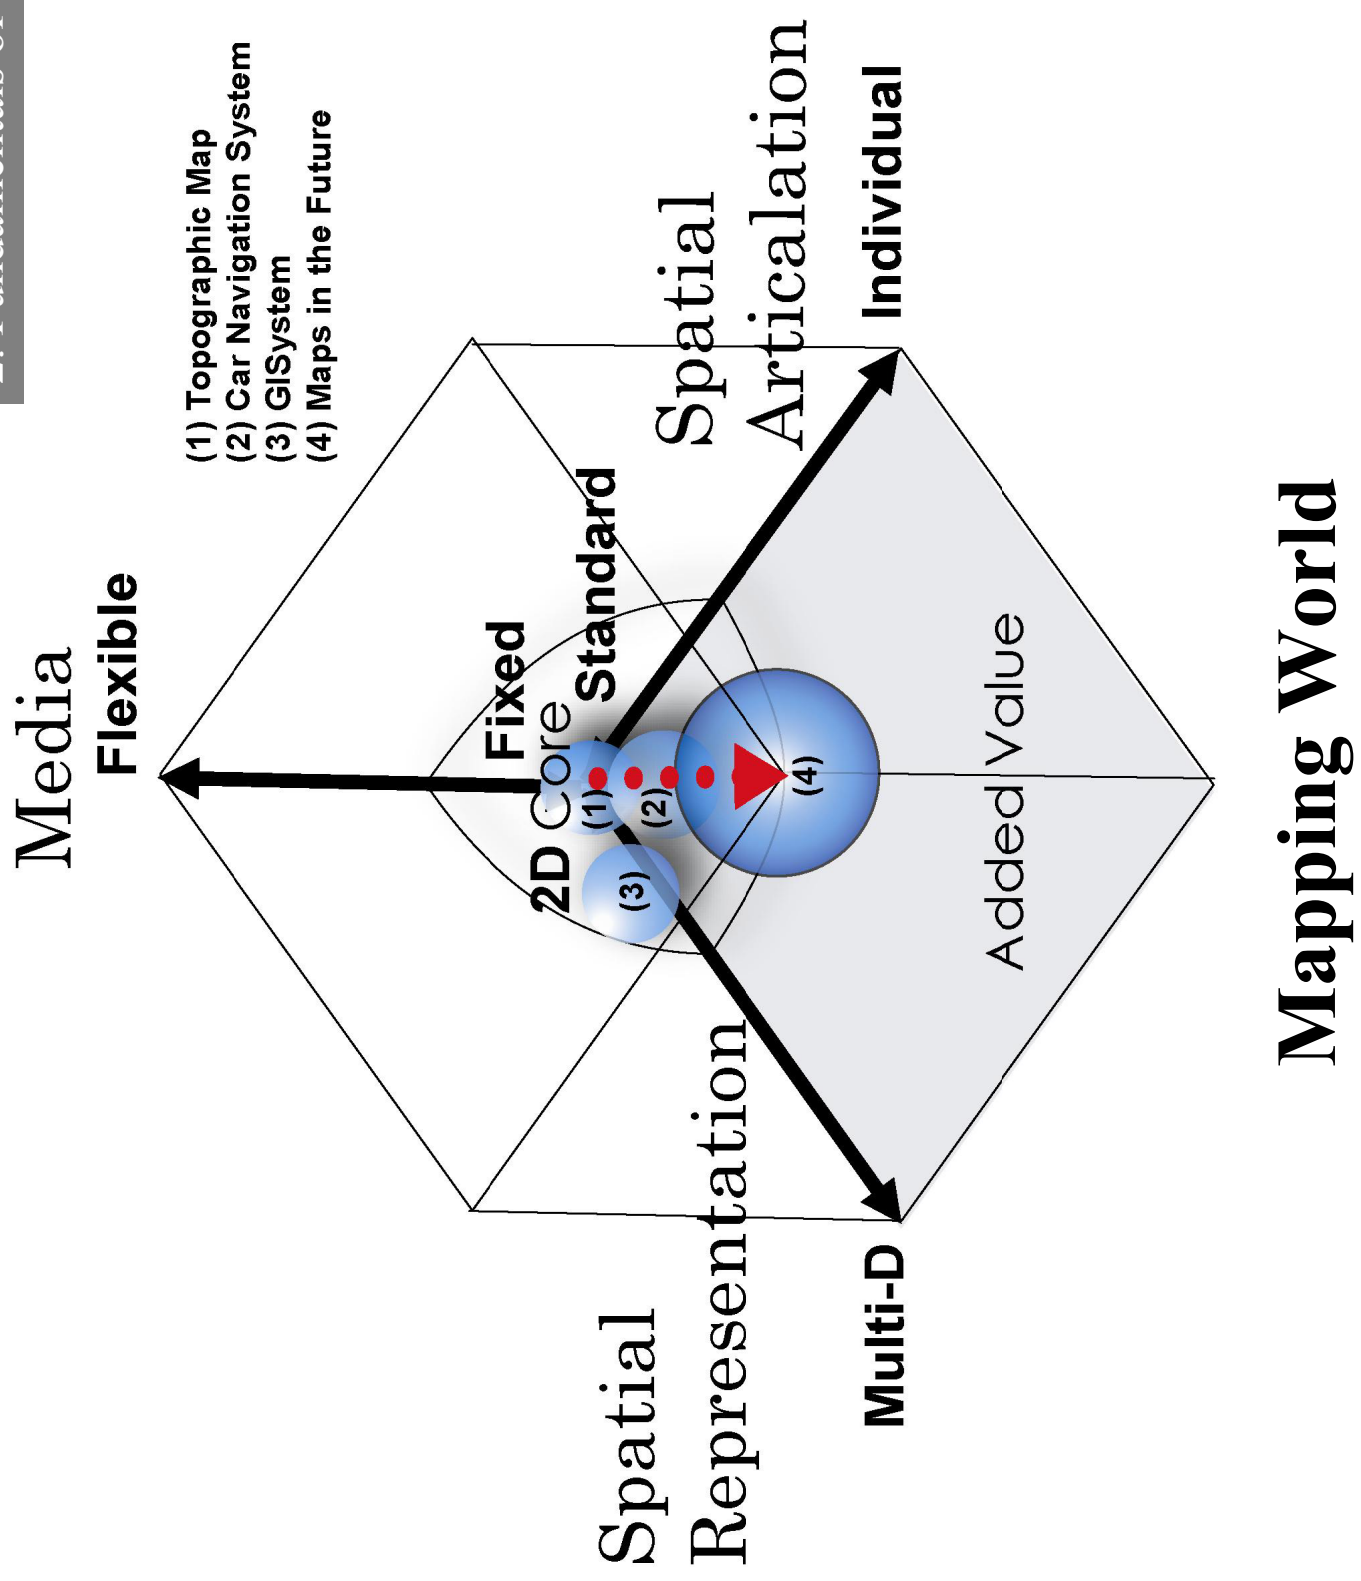 Media
Flexible
(1) Topographic Map
(2) Car Navigation System
(3) GISystem
(4) Maps in the Future
Fixed
2D Core
Standard
(1)
(2)
(3)
(4)
Spatial
Representation
Multi-D
Spatial
Articalation
Individual
Added Value
Mapping World